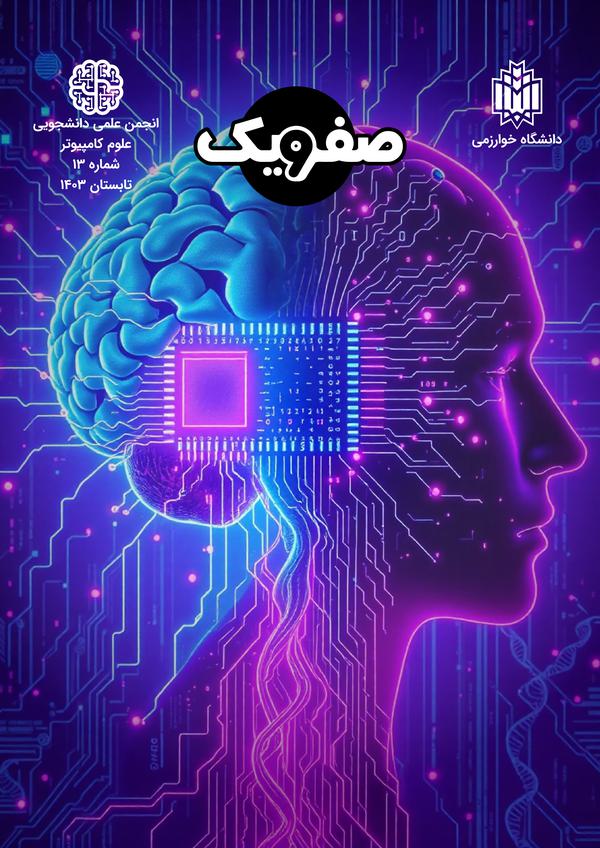 دانشگاه خوارزمی
صفرویک
انجمن علمی دانشجویی
علوم کامپیوتر
شماره ۱۳
تابستان ۱۴۰۳